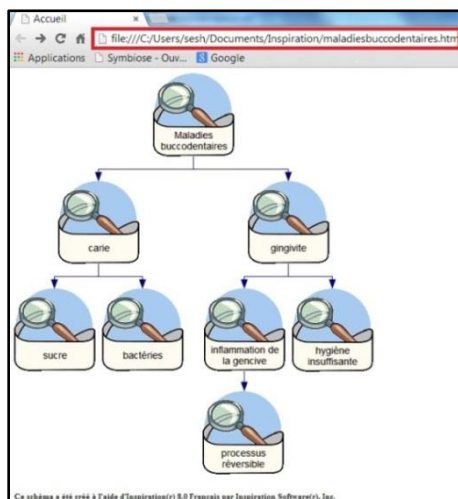 Accueil
file:///C:/Users/sesh/Documents/Inspiration/maladiesbuccodentaires.htm
Applications Symbiose - Ouv... Google
Maladies
buccodentaires
carie
gingivite
sucre
bactéries
inflammation de
la gencive
hygiène
insuffisante
processus
réversible
Ce schéma a été créé à l'aide d'Inspiration(r) 8.0 Français par Inspiration Software(r), Inc.